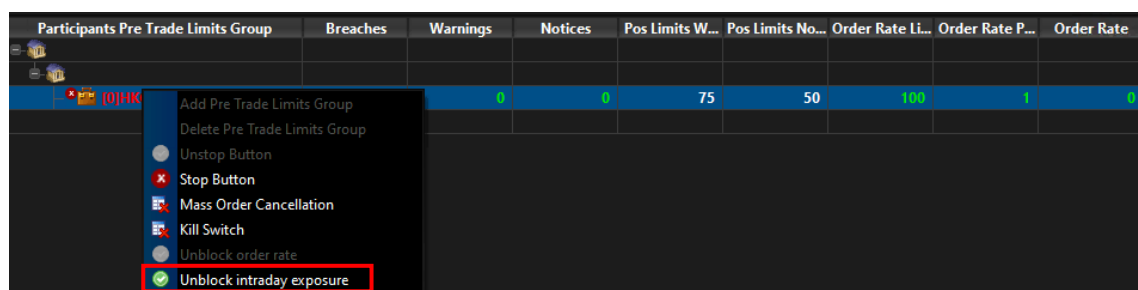 Participants Pre Trade Limits Group Breaches Warnings Notices Pos Limits W... Pos Limits No... Order Rate Li... Order Rate P... Order Rate
0 0 75 50 100 1 0
Add Pre Trade Limits Group
Delete Pre Trade Limits Group
Unstop Button
Stop Button
Mass Order Cancellation
Kill Switch
Unblock order rate
Unblock intraday exposure